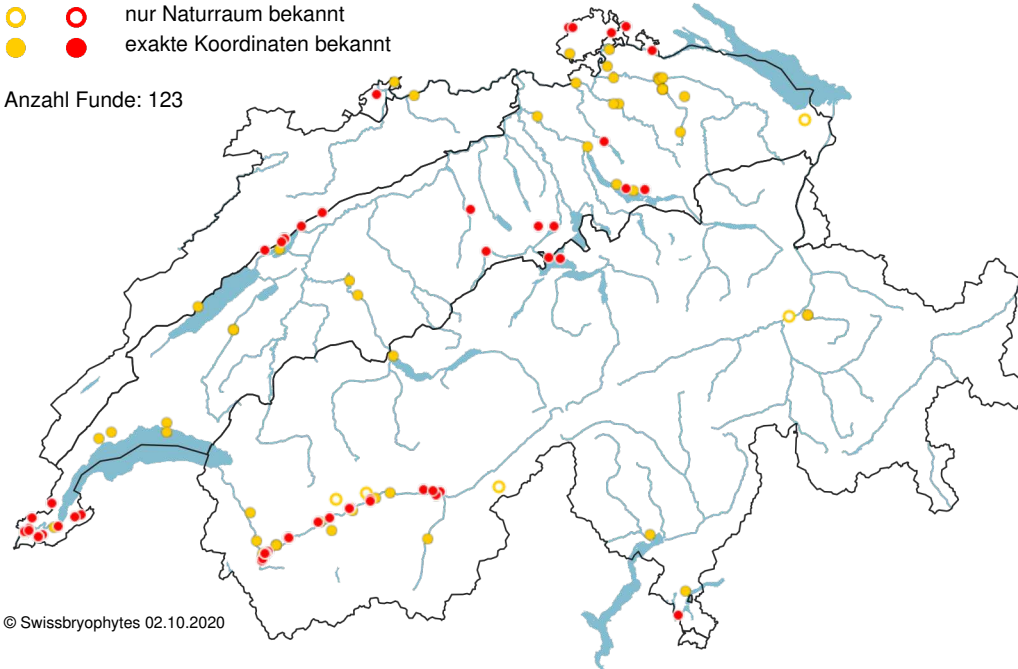 nur Naturraum bekannt
exakte Koordinaten bekannt
Anzahl Funde: 123
© Swissbryophytes 02.10.2020